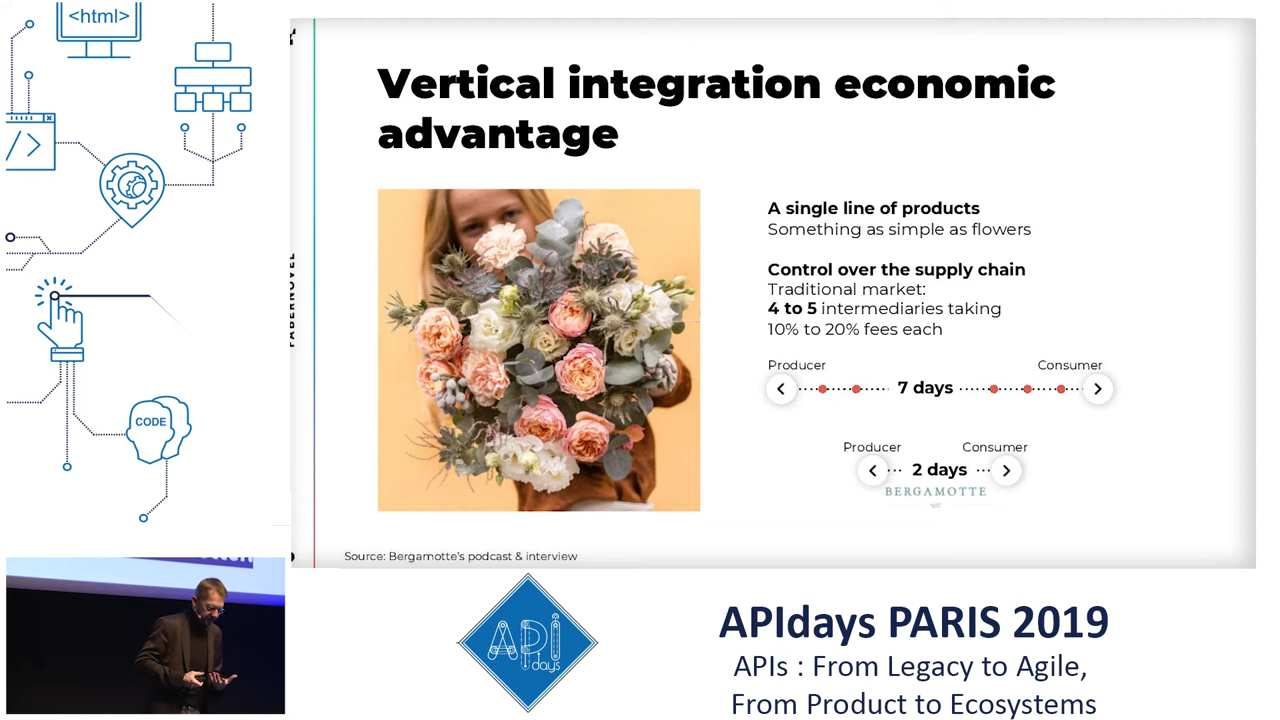 <html>
</>
CODE
FABERNOVEL
Vertical integration economic
advantage
A single line of products
Something as simple as flowers
Control over the supply chain
Traditional market:
4 to 5 intermediaries taking
10% to 20% fees each
Producer
Consumer
7 days
Producer
Consumer
2 days
BERGAMOTTE
Source: Bergamotte's podcast & interview
API
days
APIdays PARIS 2019
APIs : From Legacy to Agile,
From Product to Ecosystems